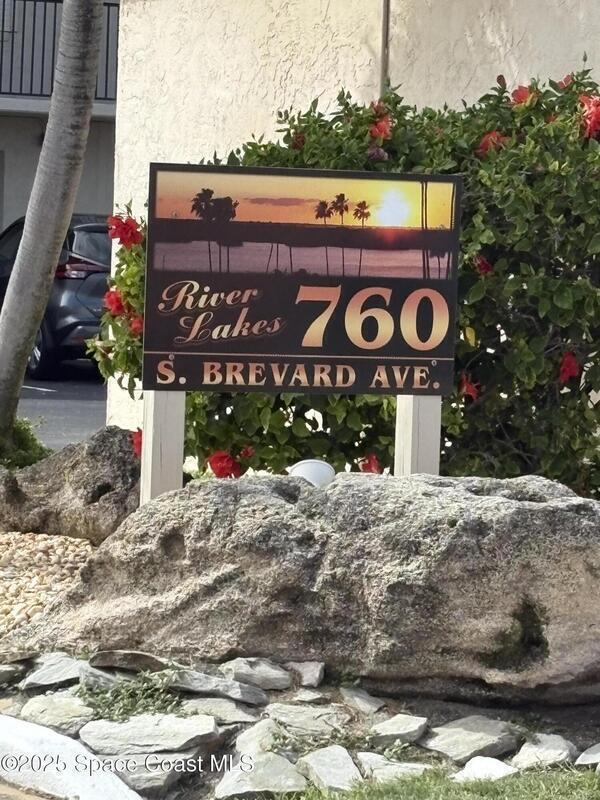 River
Lakes 760
S. BREVARD AVE.
©2025 Space Coast MLS